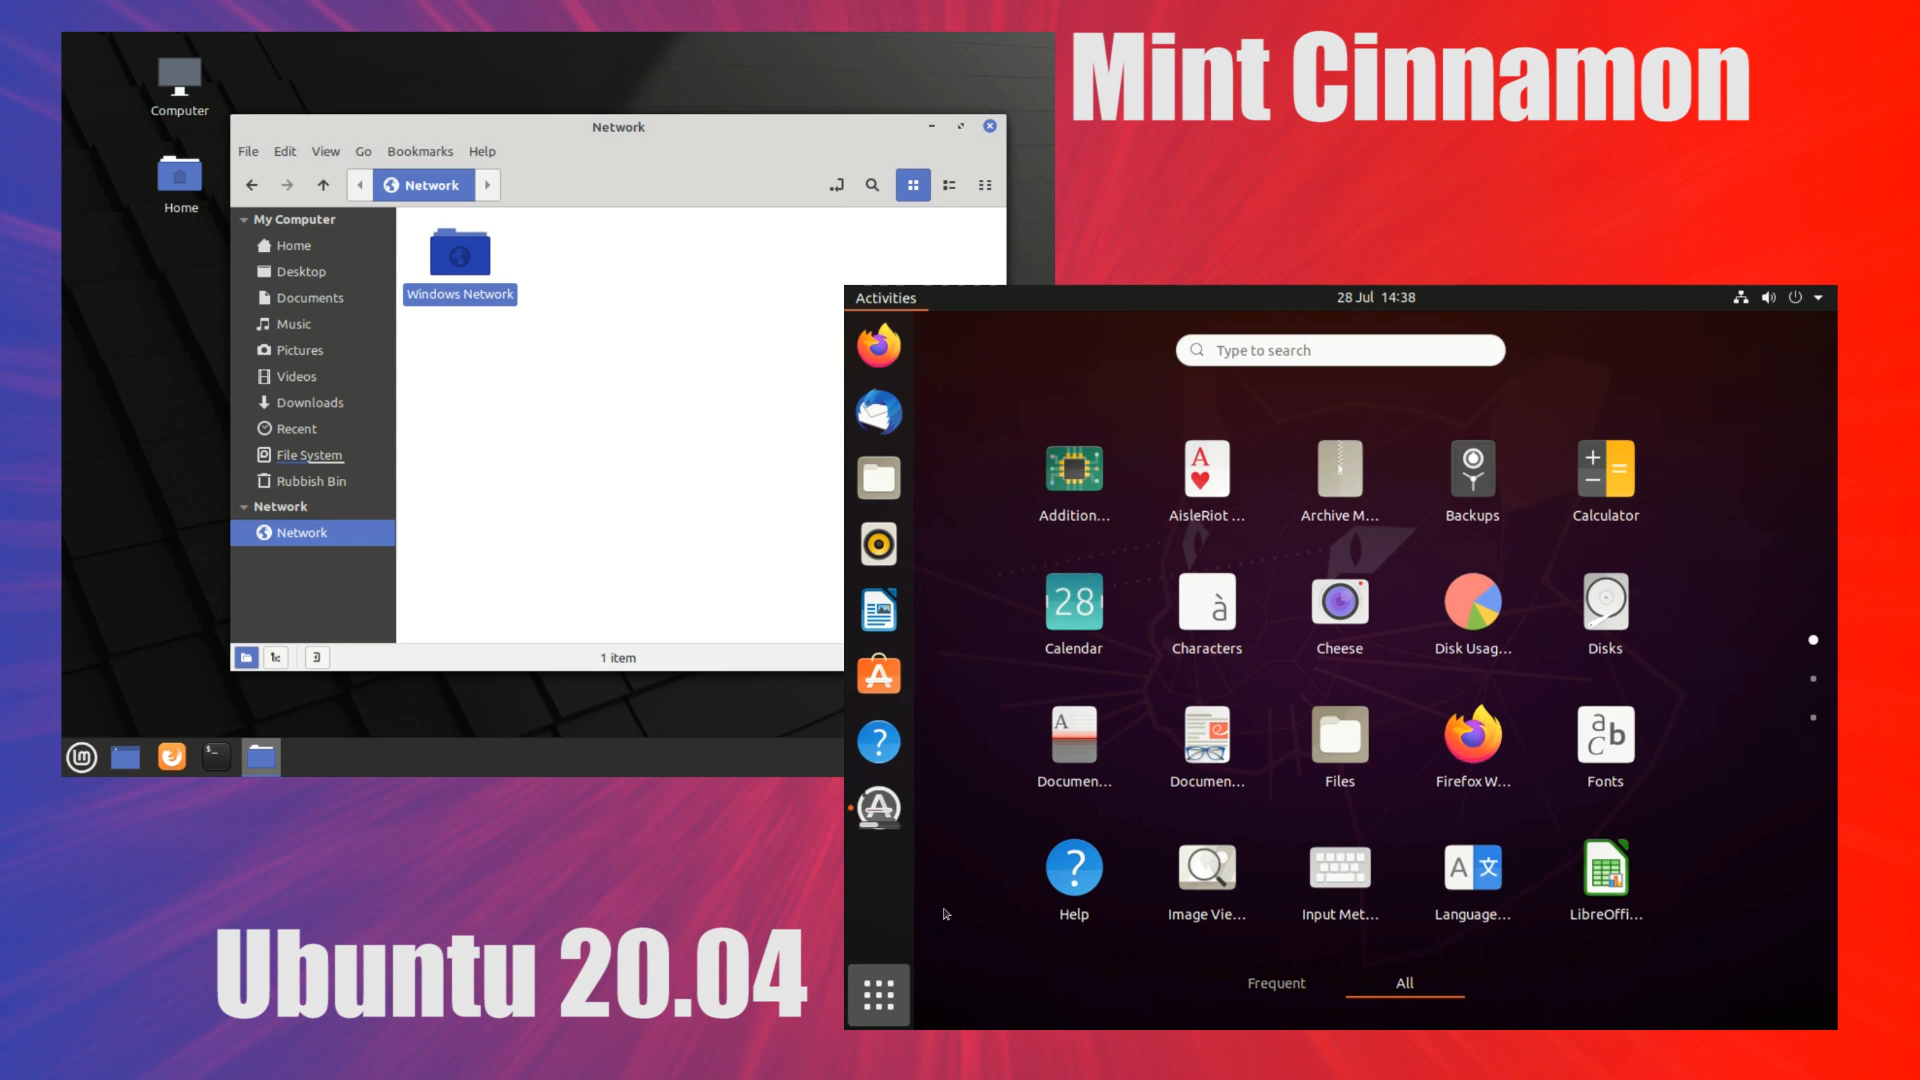 Mint Cinnamon
Computer
Home
Network
File Edit View Go Bookmarks Help
Network
My Computer
Home
Desktop
Documents
Music
Pictures
Videos
Downloads
Recent
File System
Rubbish Bin
Network
Network
Windows Network
1 item
Activities
28 Jul 14:38
Type to search
Addition...
AisleRiot ...
Archive M...
Backups
Calculator
28
Calendar
à
Characters
Cheese
Disk Usag...
Disks
Documen...
Documen...
Files
Firefox W...
Fonts
Help
Image Vie...
Input Met...
Language...
LibreOffi...
Frequent
All
Ubuntu 20.04